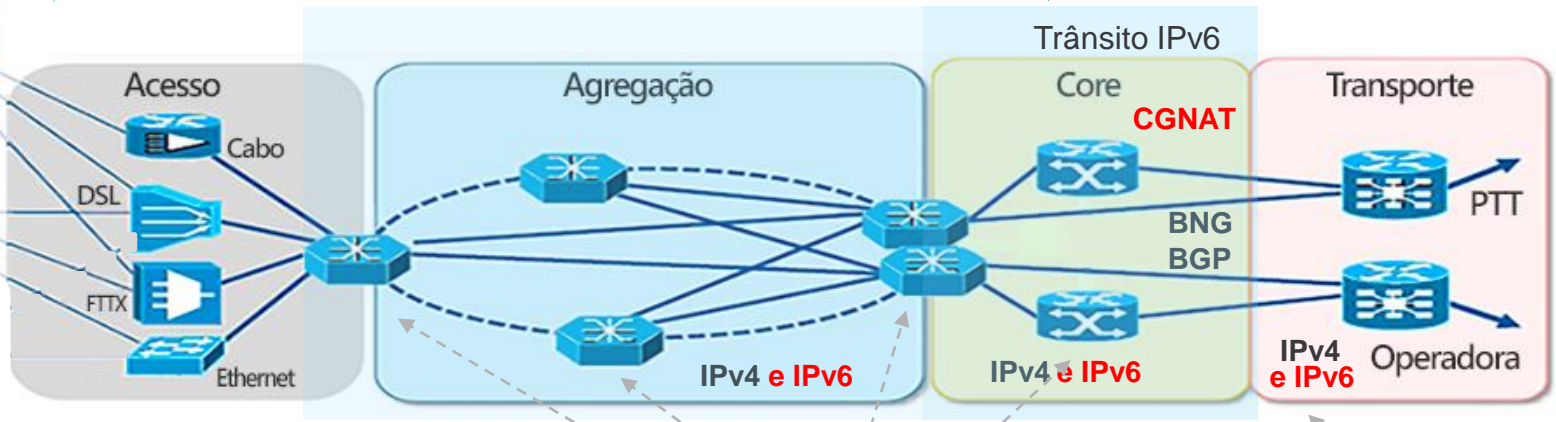 Trânsito IPv6
Acesso
Agregação
Core
Transporte
CGNAT
Cabo
DSL
PTT
BNG
BGP
FTTX
Ethernet
IPv4 e IPv6
IPv4 e IPv6
IPv4
e IPv6
Operadora